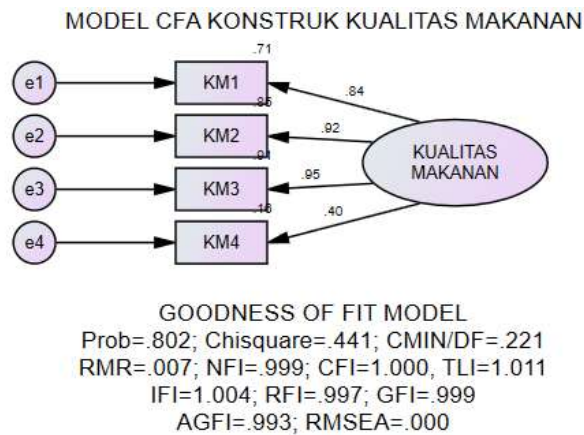 MODEL CFA KONSTRUK KUALITAS MAKANAN
.71
e1 KM1 .84
.85
e2 KM2 .92
KUALITAS
MAKANAN
.91
e3 KM3 .95
.16
e4 KM4 .40
GOODNESS OF FIT MODEL
Prob=.802; Chisquare=.441; CMIN/DF=.221
RMR=.007; NFI=.999; CFI=1.000, TLI=1.011
IFI=1.004; RFI=.997; GFI=.999
AGFI=.993; RMSEA=.000